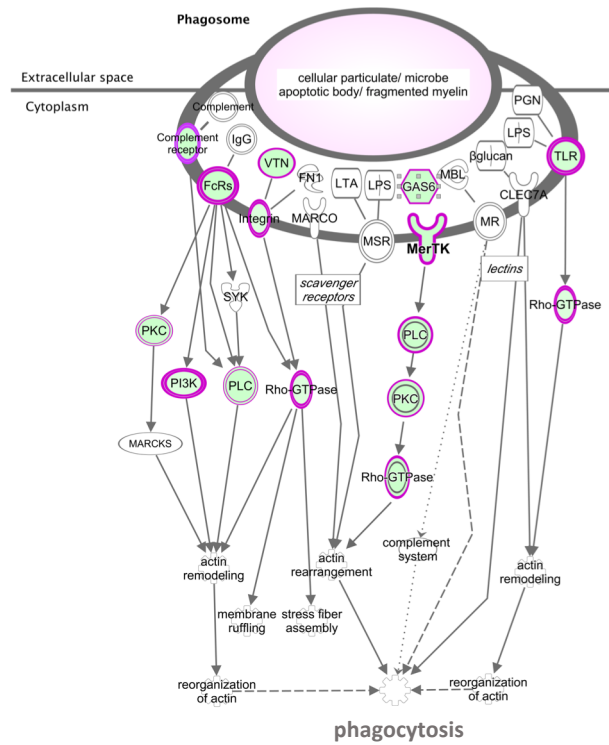 Phagosome
Extracellular space
Cytoplasm
cellular particulate/ microbe
apoptotic body/ fragmented myelin
Complement
Complement
receptor
IgG
FcRs
VTN
FN1
Integrin
MARCO
LTA
LPS
MSR
GAS6
MerTK
MBL
MR
βglucan
PGN
LPS
CLEC7A
TLR
scavenger
receptors
lectins
SYK
PKC
PI3K
PLC
Rho-GTPase
PLC
PKC
Rho-GTPase
Rho-GTPase
MARCKS
actin
remodeling
actin
rearrangement
complement
system
actin
remodeling
membrane
ruffling
stress fiber
assembly
reorganization
of actin
reorganization
of actin
phagocytosis